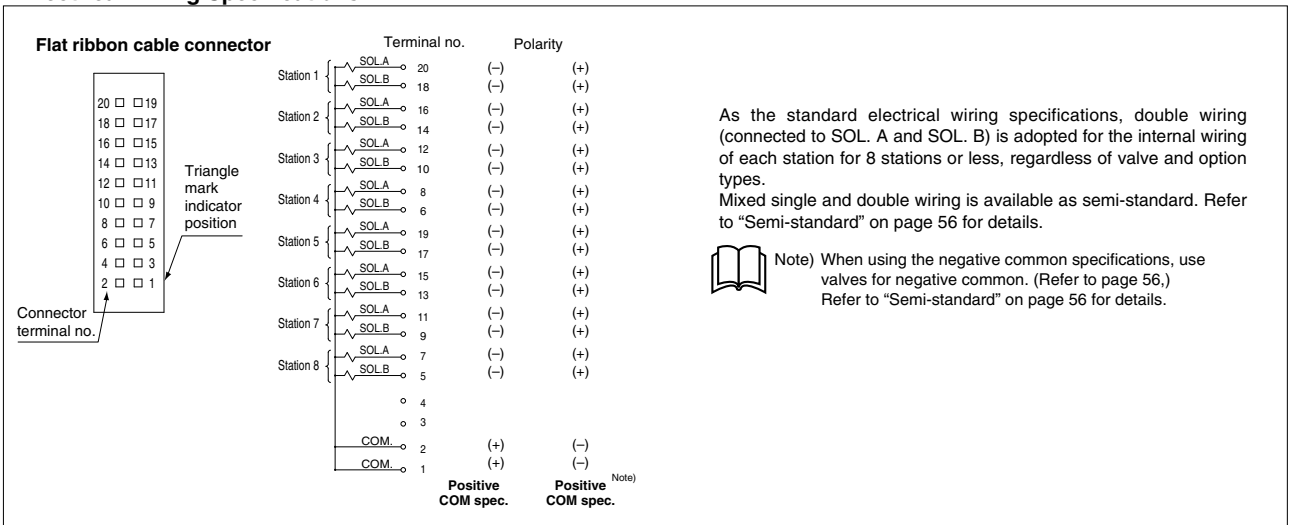 Flat ribbon cable connector
20 19
18 17
16 15
14 13
12 11
10 9
8 7
6 5
4 3
2 1
Triangle
mark
indicator
position
Connector
terminal no.
Terminal no. Polarity
Station 1
SOL.A 20 (–) (+)
SOL.B 18 (–) (+)
Station 2
SOL.A 16 (–) (+)
SOL.B 14 (–) (+)
Station 3
SOL.A 12 (–) (+)
SOL.B 10 (–) (+)
Station 4
SOL.A 8 (–) (+)
SOL.B 6 (–) (+)
Station 5
SOL.A 19 (–) (+)
SOL.B 17 (–) (+)
Station 6
SOL.A 15 (–) (+)
SOL.B 13 (–) (+)
Station 7
SOL.A 11 (–) (+)
SOL.B 9 (–) (+)
Station 8
SOL.A 7 (–) (+)
SOL.B 5 (–) (+)
4
3
COM. 2 (+) (–)
COM. 1 (+) (–)
Positive
COM spec.
Positive Note)
COM spec.
As the standard electrical wiring specifications, double wiring
(connected to SOL. A and SOL. B) is adopted for the internal wiring
of each station for 8 stations or less, regardless of valve and option
types.
Mixed single and double wiring is available as semi-standard. Refer
to “Semi-standard” on page 56 for details.
Note) When using the negative common specifications, use
valves for negative common. (Refer to page 56,)
Refer to “Semi-standard” on page 56 for details.